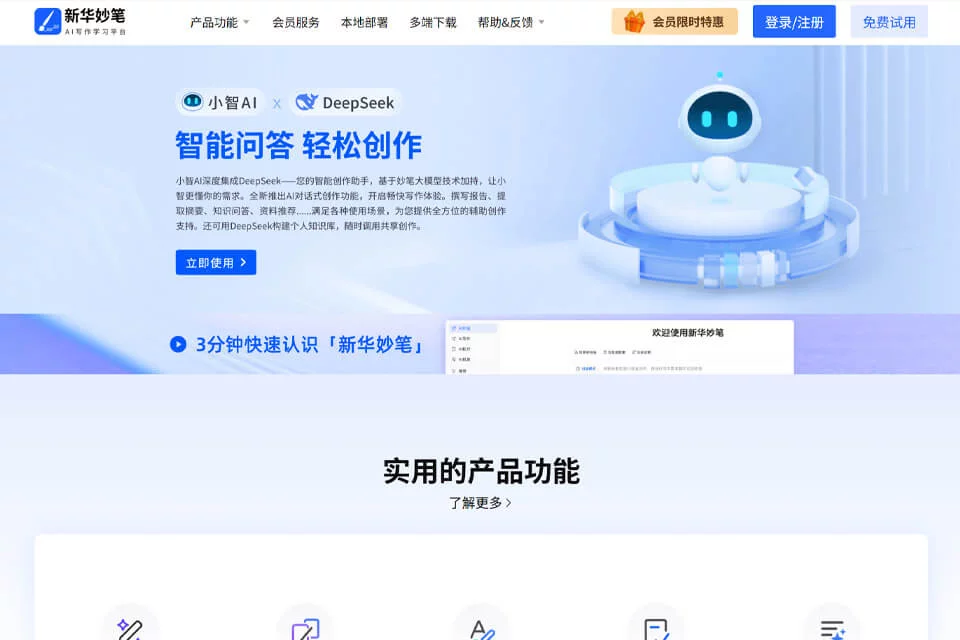 新华妙笔
AI写作学习平台
产品功能
会员服务
本地部署
多端下载
帮助&反馈
会员限时特惠
登录/注册
免费试用
小智AI x DeepSeek
智能问答 轻松创作
小智AI深度集成DeepSeek——您的智能创作助手，基于妙笔大模型技术加持，让小
智更懂你的需求。全新推出AI对话式创作功能，开启畅快写作体验。撰写报告、提
取摘要、知识问答、资料推荐......满足各种使用场景，为您提供全方位的辅助创作
支持。还可用DeepSeek构建个人知识库，随时调用共享创作。
立即使用
3分钟快速认识「新华妙笔」
欢迎使用新华妙笔
实用的产品功能
了解更多